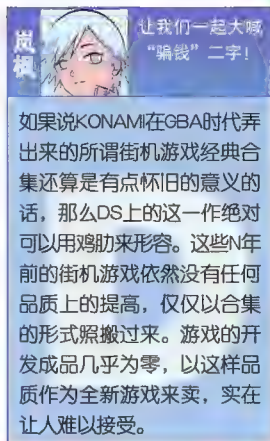 岚枫
让我们一起大喊
“骗钱”二字！
如果说KONAMI在GBA时代弄
出来的所谓街机游戏经典合
集还算是有点怀旧的意义的
话，那么DS上的这一作绝对
可以用鸡肋来形容。这些N年
前的街机游戏依然没有任何
品质上的提高，仅仅以合集
的形式照搬过来。游戏的开
发成品几乎为零，以这样品
质作为全新游戏来卖，实在
让人难以接受。